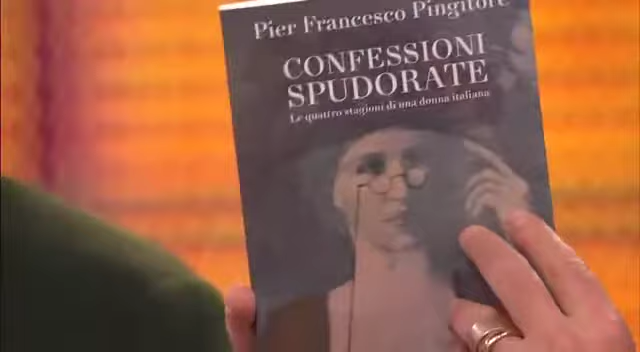 Pier Francesco Pingitore
CONFESSIONI
SPUDORATE
Le quattro stagioni di una donna italiana